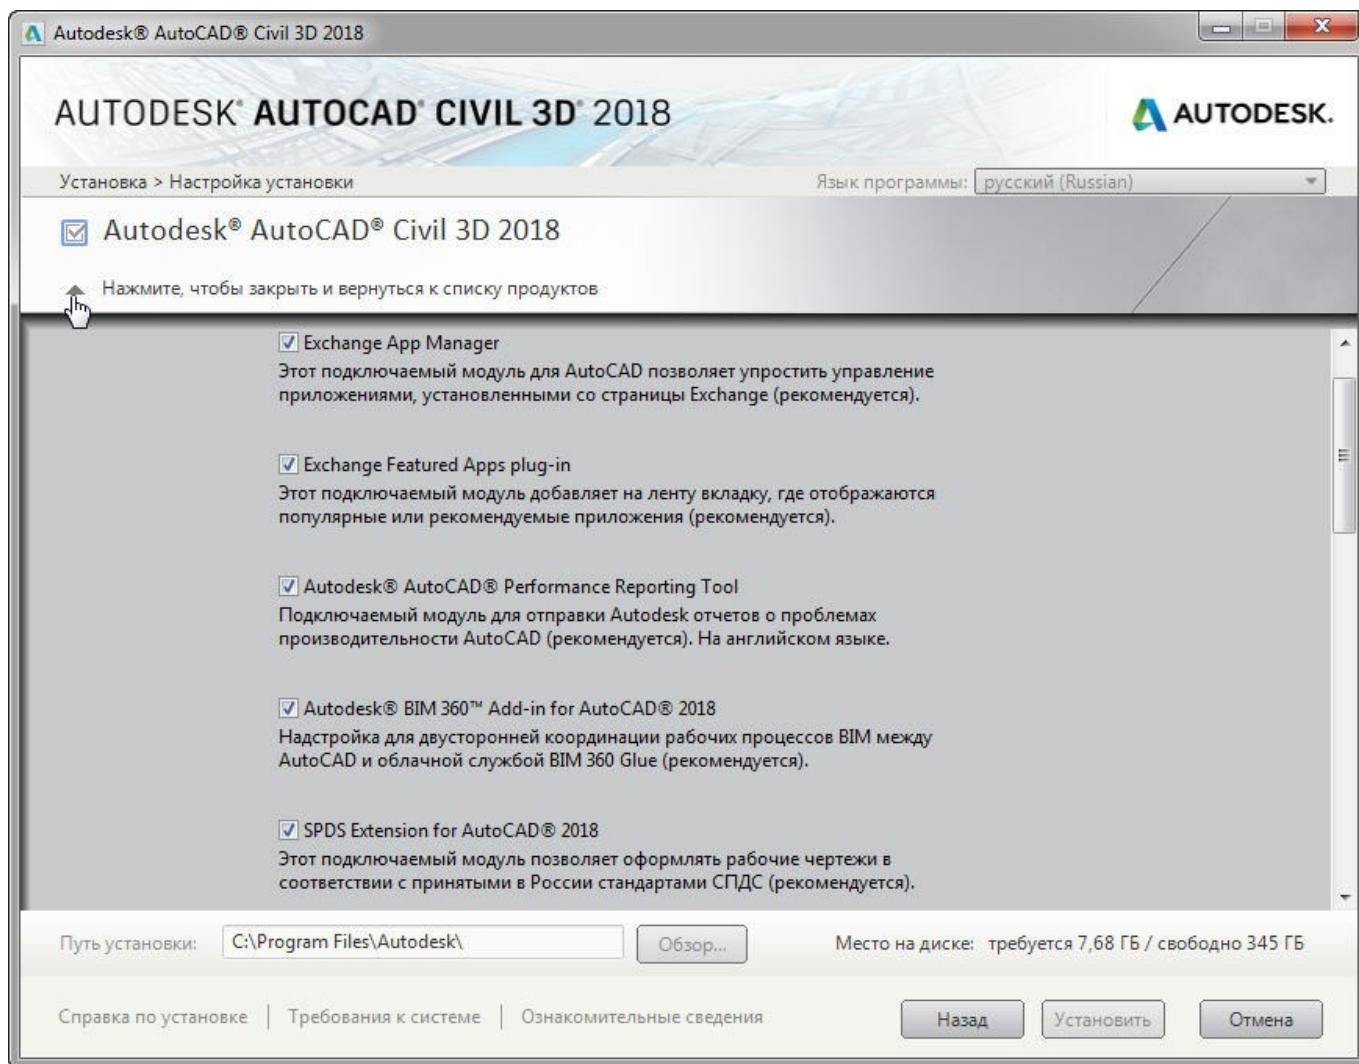 Autodesk® AutoCAD® Civil 3D 2018
AUTODESK® AUTOCAD® CIVIL 3D® 2018
AUTODESK.
Установка > Настройка установки
Язык программы: русский (Russian)
Autodesk® AutoCAD® Civil 3D 2018
Нажмите, чтобы закрыть и вернуться к списку продуктов
Exchange App Manager
Этот подключаемый модуль для AutoCAD позволяет упростить управление
приложениями, установленными со страницы Exchange (рекомендуется).
Exchange Featured Apps plug-in
Этот подключаемый модуль добавляет на ленту вкладку, где отображаются
популярные или рекомендуемые приложения (рекомендуется).
Autodesk® AutoCAD® Performance Reporting Tool
Подключаемый модуль для отправки Autodesk отчетов о проблемах
производительности AutoCAD (рекомендуется). На английском языке.
Autodesk® BIM 360™ Add-in for AutoCAD® 2018
Надстройка для двусторонней координации рабочих процессов BIM между
AutoCAD и облачной службой BIM 360 Glue (рекомендуется).
SPDS Extension for AutoCAD® 2018
Этот подключаемый модуль позволяет оформлять рабочие чертежи в
соответствии с принятыми в России стандартами СПДС (рекомендуется).
Путь установки: C:\Program Files\Autodesk\ Обзор... Место на диске: требуется 7,68 ГБ / свободно 345 ГБ
Справка по установке | Требования к системе | Ознакомительные сведения Назад Установить Отмена